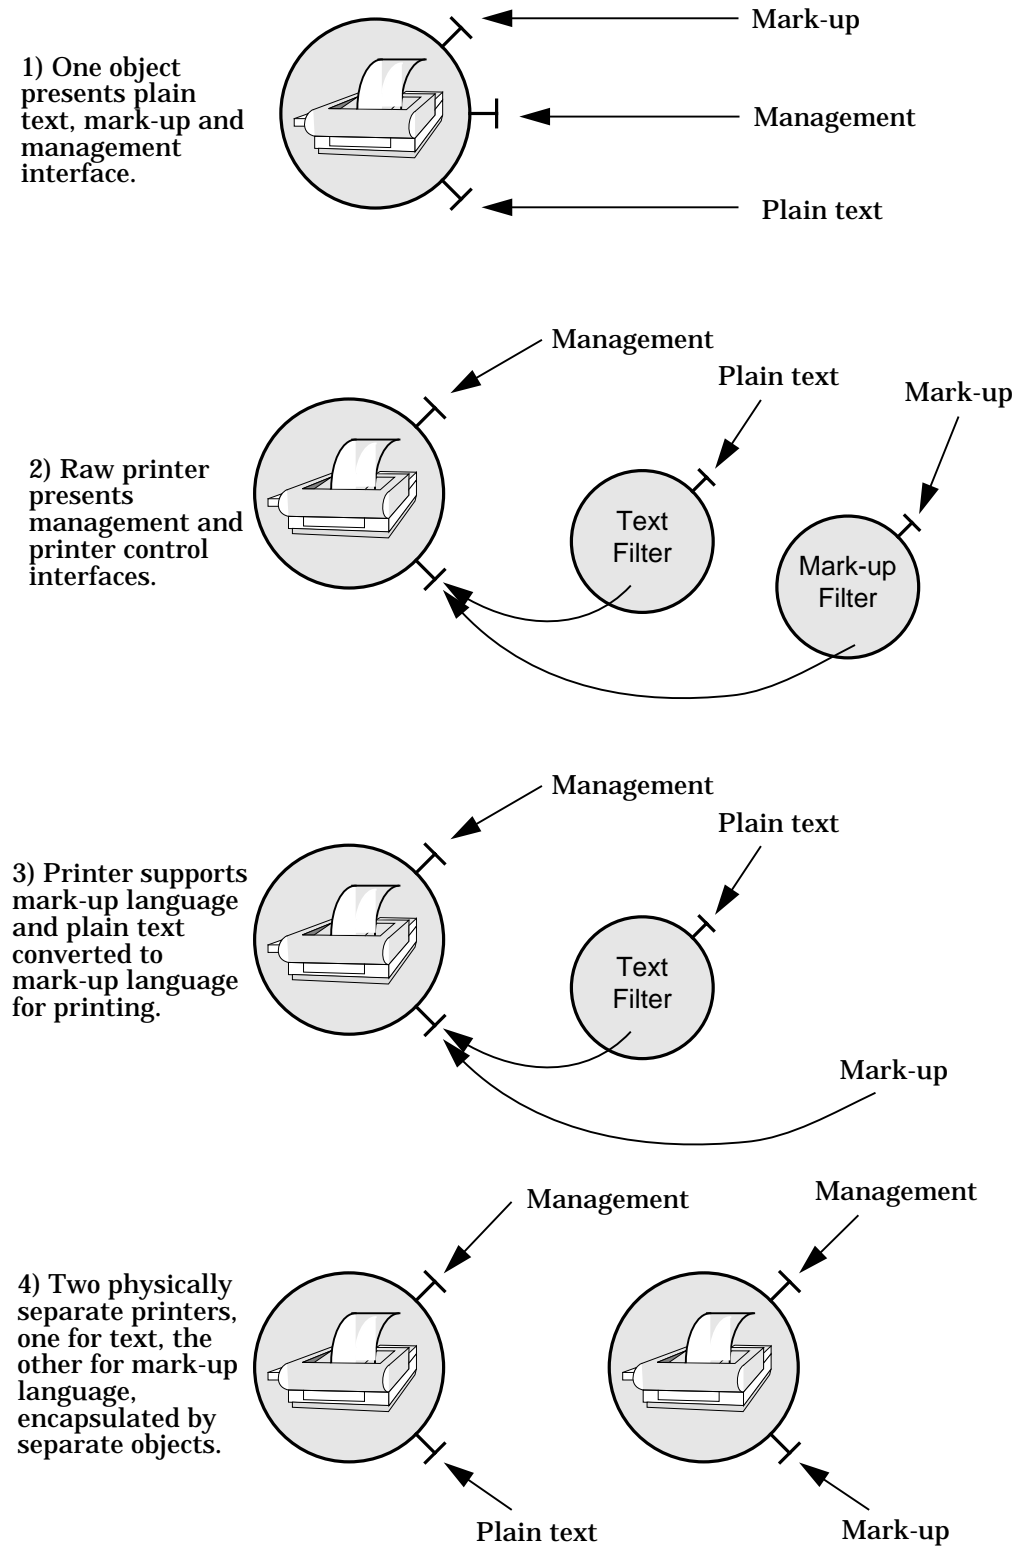 Mark-up
1) One object
presents plain
text, mark-up and
management
interface.
Management
Plain text
Management
Plain text
Mark-up
2) Raw printer
presents
management and
printer control
interfaces.
Text
Filter
Mark-up
Filter
Management
Plain text
3) Printer supports
mark-up language
and plain text
converted to
mark-up language
for printing.
Text
Filter
Mark-up
Management
Management
4) Two physically
separate printers,
one for text, the
other for mark-up
language,
encapsulated by
separate objects.
Plain text
Mark-up